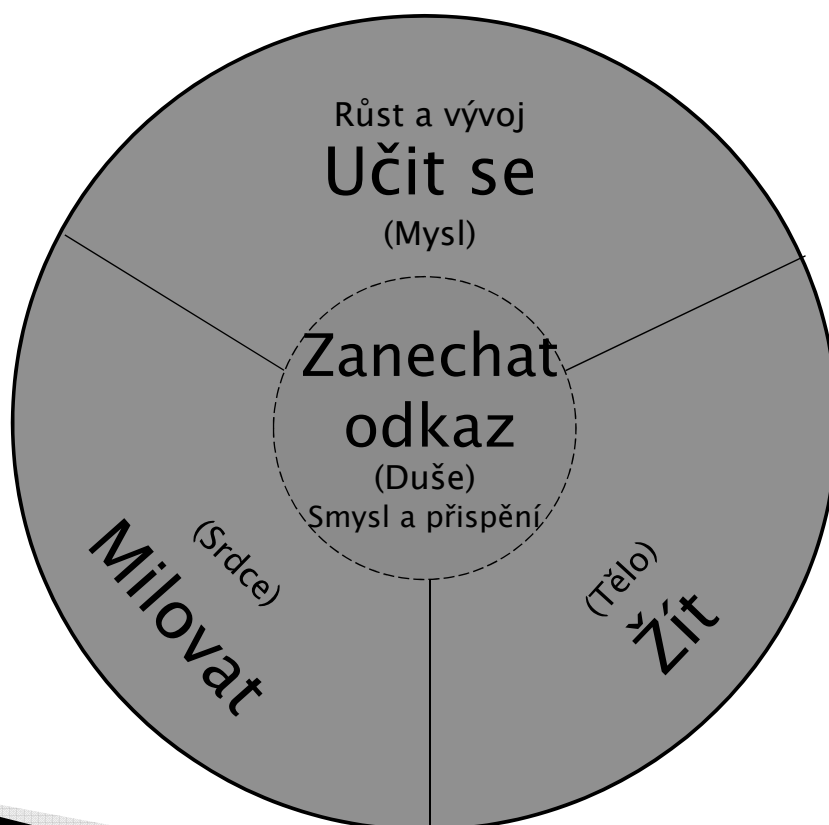 Růst a vývoj
Učit se
(Mysl)
Zanechat
odkaz
(Duše)
Smysl a přispění
(Srdce)
Milovat
(Tělo)
Žít